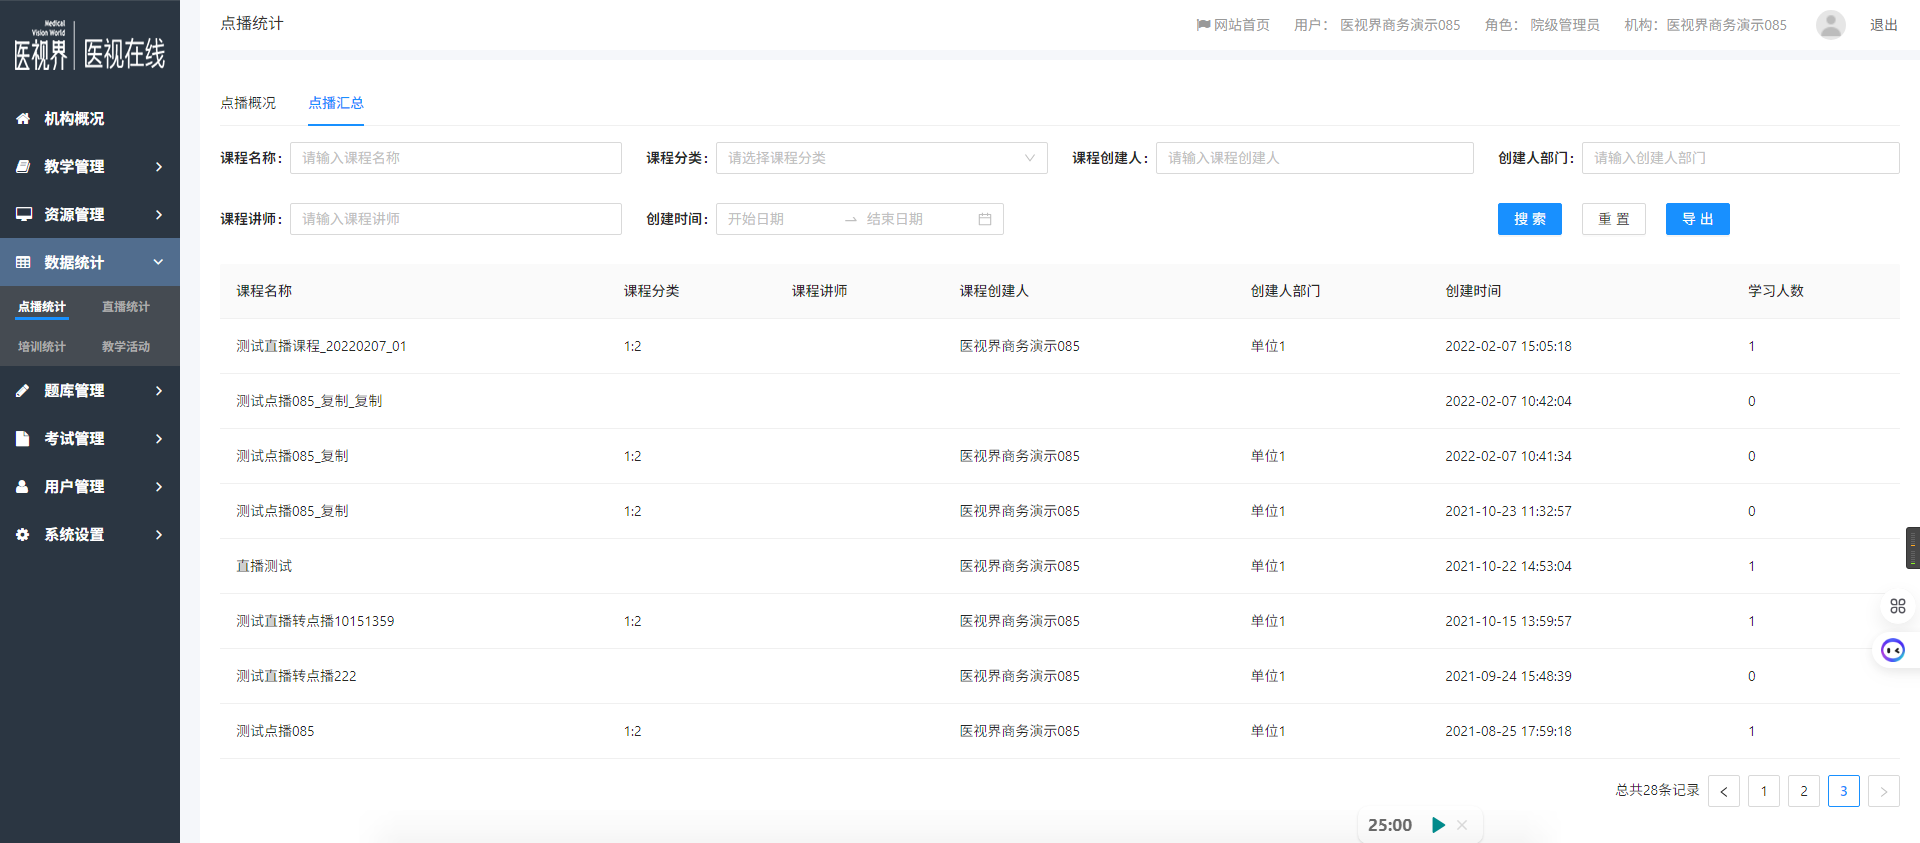 Medical
Vision World
医视界 | 医视在线
点播统计
网站首页 用户： 医视界商务演示085 角色： 院级管理员 机构： 医视界商务演示085 退出
机构概况
教学管理
资源管理
数据统计
点播统计 直播统计
培训统计 教学活动
题库管理
考试管理
用户管理
系统设置
点播概况 点播汇总
课程名称： 请输入课程名称 课程分类： 请选择课程分类 课程创建人： 请输入课程创建人 创建人部门： 请输入创建人部门
课程讲师： 请输入课程讲师 创建时间： 开始日期 → 结束日期 搜 索 重 置 导 出
课程名称 课程分类 课程讲师 课程创建人 创建人部门 创建时间 学习人数
测试直播课程_20220207_01 1:2 医视界商务演示085 单位1 2022-02-07 15:05:18 1
测试点播085_复制_复制 2022-02-07 10:42:04 0
测试点播085_复制 1:2 医视界商务演示085 单位1 2022-02-07 10:41:34 0
测试点播085_复制 1:2 医视界商务演示085 单位1 2021-10-23 11:32:57 0
直播测试 医视界商务演示085 单位1 2021-10-22 14:53:04 1
测试直播转点播10151359 1:2 医视界商务演示085 单位1 2021-10-15 13:59:57 1
测试直播转点播222 医视界商务演示085 单位1 2021-09-24 15:48:39 0
测试点播085 1:2 医视界商务演示085 单位1 2021-08-25 17:59:18 1
总共28条记录 < 1 2 3 >
25:00